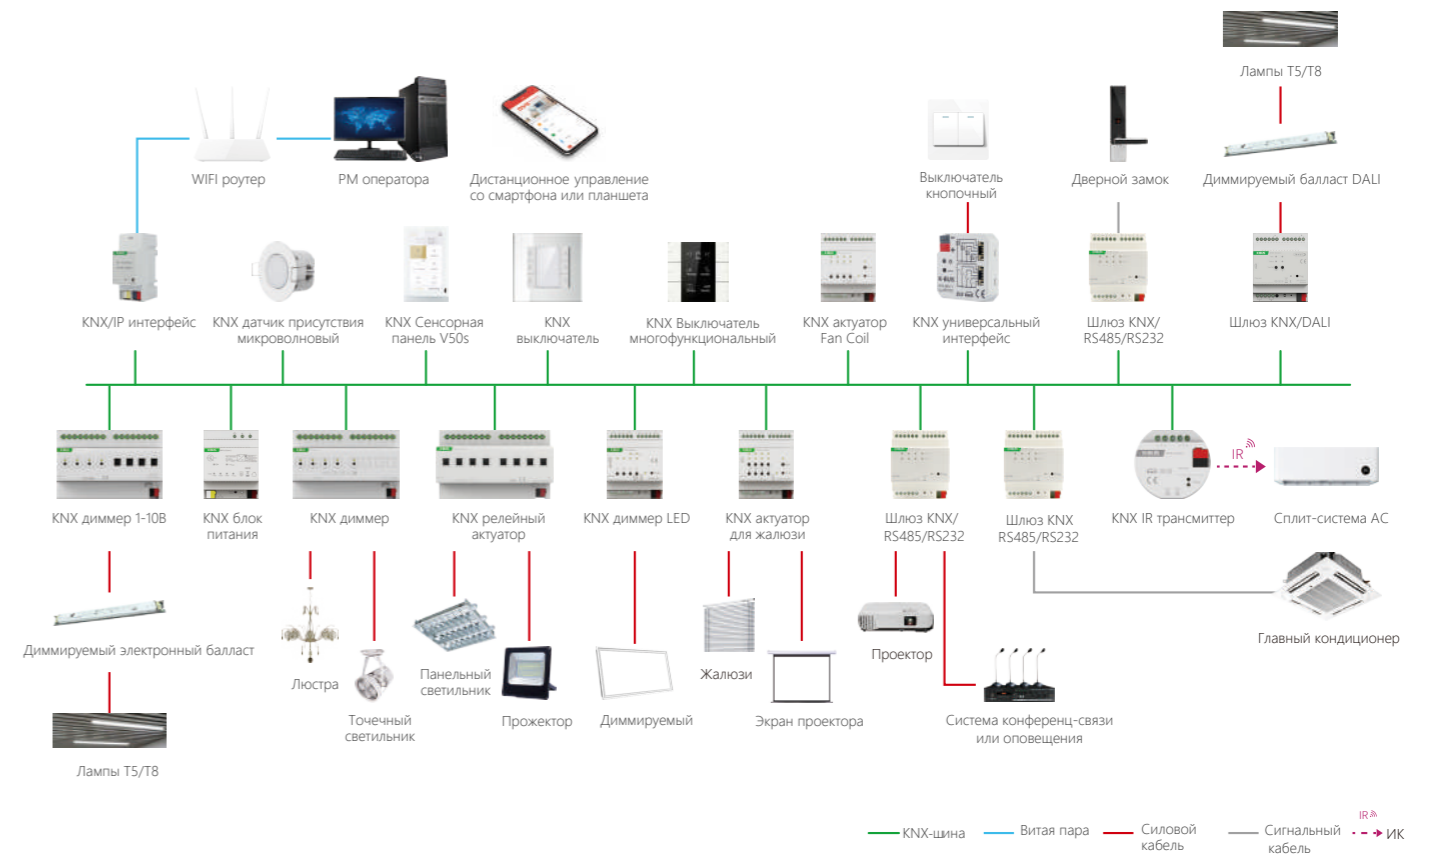 Лампы T5/T8
WIFI роутер
РМ оператора
Дистанционное управление
со смартфона или планшета
Выключатель
кнопочный
Дверной замок
Диммируемый балласт DALI
KNX/IP интерфейс
KNX датчик присутствия
микроволновый
KNX Сенсорная
панель V50s
KNX
выключатель
KNX Выключатель
многофункциональный
KNX актуатор
Fan Coil
KNX универсальный
интерфейс
Шлюз KNX/
RS485/RS232
Шлюз KNX/DALI
IR
KNX диммер 1-10В
KNX блок
питания
KNX диммер
KNX релейный
актуатор
KNX диммер LED
KNX актуатор
для жалюзи
Шлюз KNX/
RS485/RS232
Шлюз KNX
RS485/RS232
KNX IR трансмиттер
Сплит-система AC
Диммируемый электронный балласт
Люстра
Точечный
светильник
Панельный
светильник
Прожектор
Диммируемый
Жалюзи
Экран проектора
Проектор
Система конференц-связи
или оповещения
Главный кондиционер
Лампы T5/T8
KNX-шина
Витая пара
Силовой
кабель
Сигнальный
кабель
IR
ИК